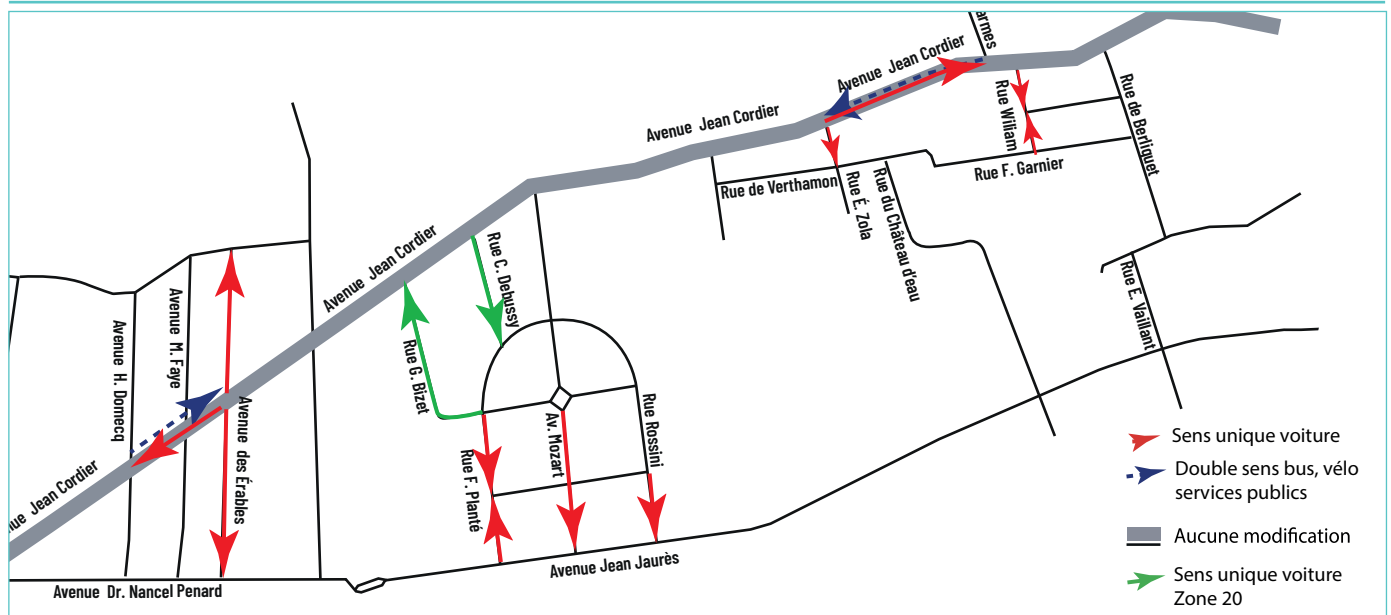 armes
Avenue Jean Cordier
Avenue Jean Cordier
Rue Wiliam
Rue de Berliquet
Rue F. Garnier
Rue de Verthamon
Rue É. Zola
Rue du Château d'eau
Rue E. Vaillant
Avenue Jean Cordier
Rue C. Debussy
Rue G. Bizet
Avenue M. Faye
Avenue H. Domecq
Avenue des Érables
nue Jean Cordier
Rue F. Planté
Av. Mozart
Rue Rossini
Avenue Jean Jaurès
Avenue Dr. Nancel Penard
Sens unique voiture
Double sens bus, vélo
services publics
Aucune modification
Sens unique voiture
Zone 20